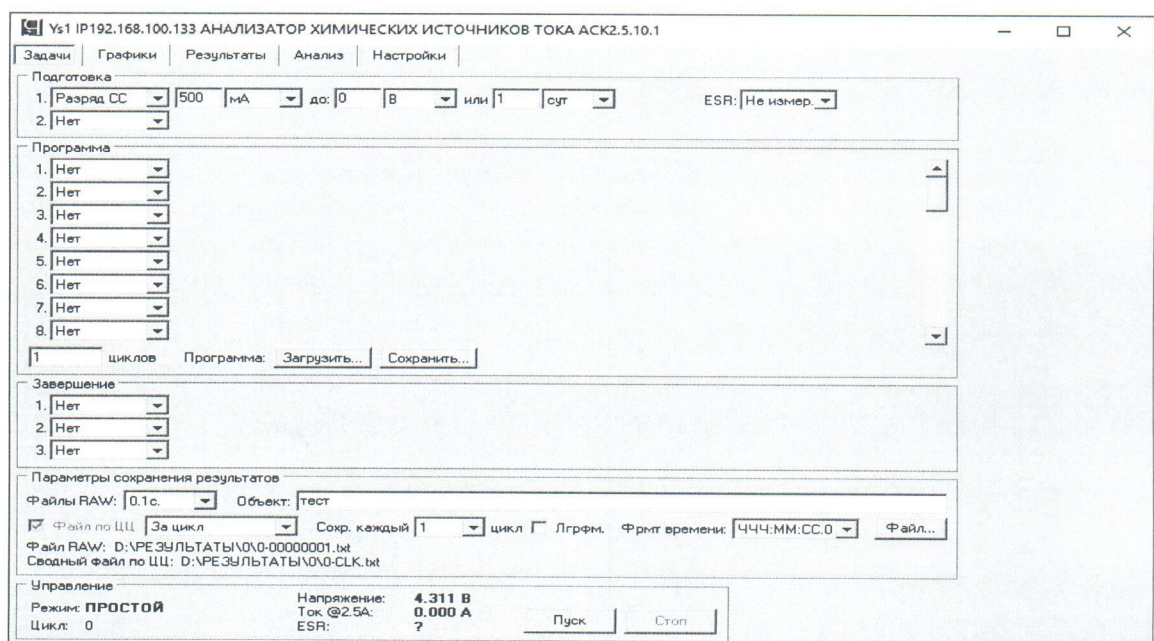 Ys1 IP192.168.100.133 АНАЛИЗАТОР ХИМИЧЕСКИХ ИСТОЧНИКОВ ТОКА АСК2.5.10.1
Задачи Графики Результаты Анализ Настройки
Подготовка
1. Разряд СС 500 мА до: 0 В или 1 сут ESR: Не измер.
2. Нет
Программа
1. Нет
2. Нет
3. Нет
4. Нет
5. Нет
6. Нет
7. Нет
8. Нет
1 циклов Программа: Загрузить... Сохранить...
Завершение
1. Нет
2. Нет
3. Нет
Параметры сохранения результатов
Файлы RAW: 0.1с. Объект: тест
Файл по ЦЦ За цикл Сохр. каждый 1 цикл Лгрфм. Фрмт времени: ЧЧЧ:ММ:СС.0 Файл...
Файл RAW: D:\РЕЗУЛЬТАТЫ\0\0-00000001.txt
Сводный файл по ЦЦ: D:\РЕЗУЛЬТАТЫ\0\0-CLK.txt
Управление
Режим: ПРОСТОЙ Напряжение: 4.311 В
Цикл: 0 Ток @2.5А: 0.000 А
ESR: ? Пуск Стоп